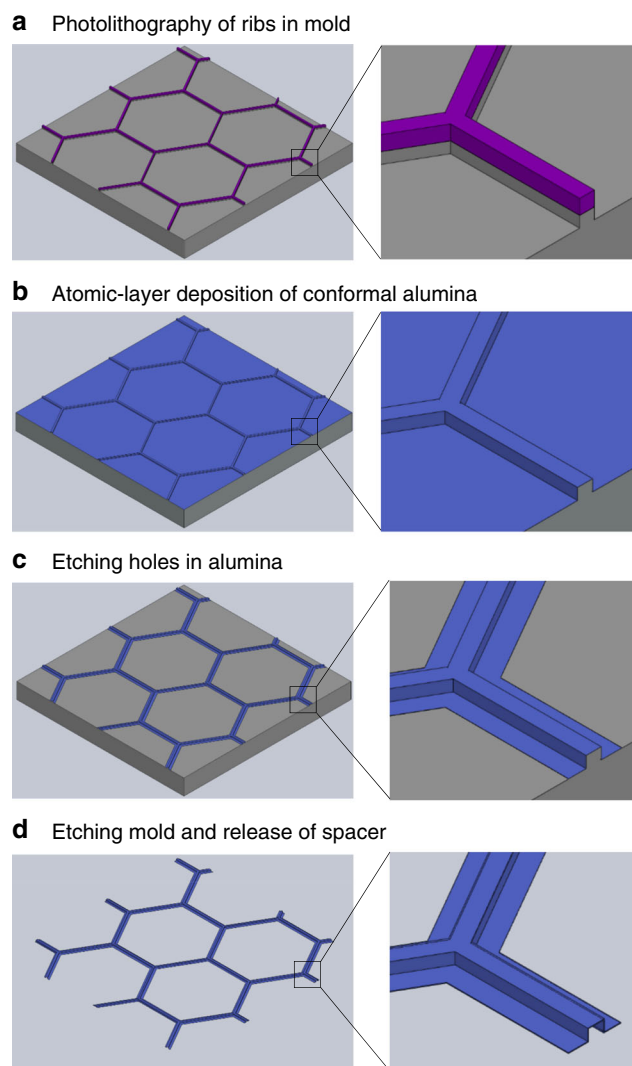 a Photolithography of ribs in mold
b Atomic-layer deposition of conformal alumina
c Etching holes in alumina
d Etching mold and release of spacer